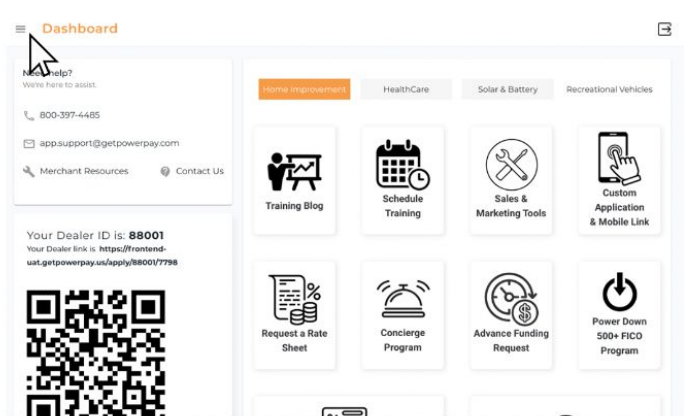 Dashboard
Need help?
We're here to assist.
800-397-4485
app.support@getpowerpay.com
Merchant Resources
Contact Us
Your Dealer ID is: 88001
Your Dealer link is https://frontend-
uat.getpowerpay.us/apply/88001/7798
Home Improvement
HealthCare
Solar & Battery
Recreational Vehicles
Training Blog
Schedule
Training
Sales &
Marketing Tools
Custom
Application
& Mobile Link
Request a Rate
Sheet
Concierge
Program
Advance Funding
Request
Power Down
500+ FICO
Program